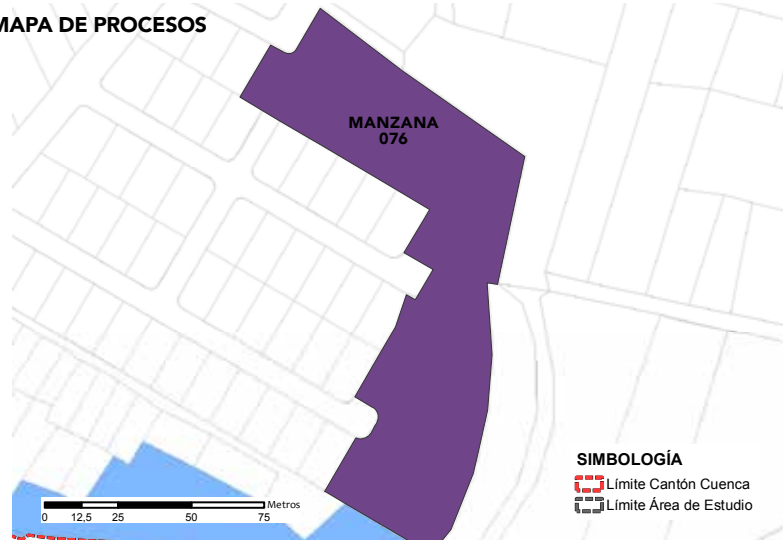 MAPA DE PROCESOS
MANZANA
076
Metros
0 12,5 25 50 75
SIMBOLOGÍA
Límite Cantón Cuenca
Límite Área de Estudio